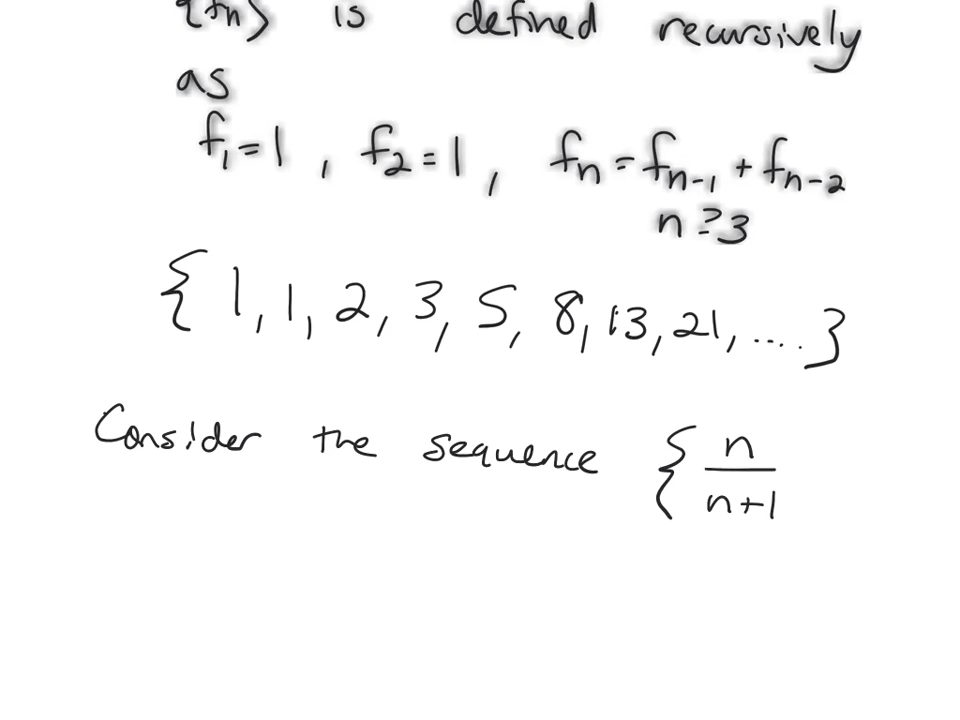 {fn} is defined recursively
as
f1=1, f2=1, fn=fn-1+fn-2
n≥3
{1,1,2,3,5,8,13,21,....}
Consider the sequence {n/n+1